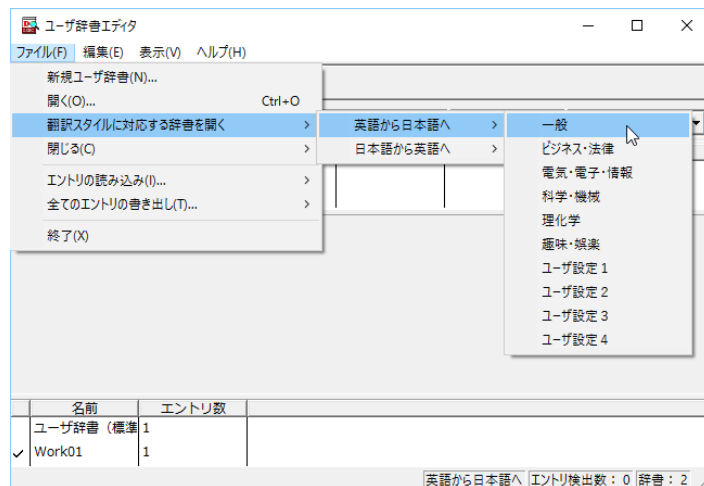 ユーザ辞書エディタ
ファイル(F) 編集(E) 表示(V) ヘルプ(H)
新規ユーザ辞書(N)...
開く(O)... Ctrl+O
翻訳スタイルに対応する辞書を開く
閉じる(C)
エントリの読み込み(I)...
全てのエントリの書き出し(T)...
終了(X)
英語から日本語へ
日本語から英語へ
一般
ビジネス・法律
電気・電子・情報
科学・機械
理化学
趣味・娯楽
ユーザ設定 1
ユーザ設定 2
ユーザ設定 3
ユーザ設定 4
名前 エントリ数
ユーザ辞書（標準 1
Work01 1
英語から日本語へ エントリ検出数： 0 辞書： 2